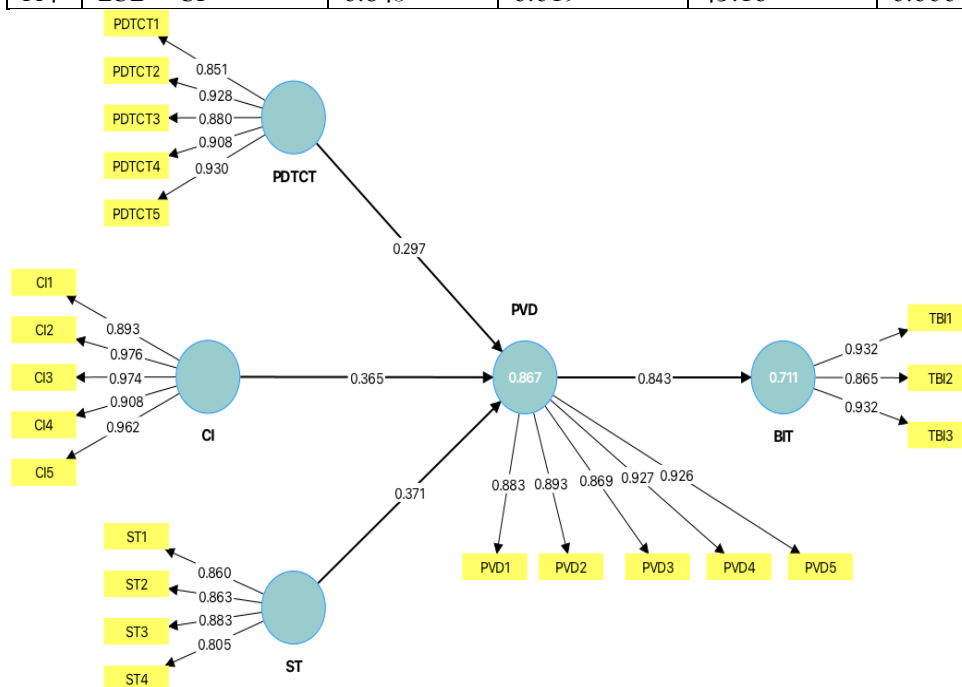 PDTCT1
PDTCT2
PDTCT3
PDTCT4
PDTCT5
0.851
0.928
0.880
0.908
0.930
PDTCT
0.297
CI1
CI2
CI3
CI4
CI5
0.893
0.976
0.974
0.908
0.962
CI
0.365
PVD
0.867
0.843
0.711
BIT
0.932
0.865
0.932
TBI1
TBI2
TBI3
0.371
0.883
0.893
0.869
0.927
0.926
PVD1
PVD2
PVD3
PVD4
PVD5
ST1
ST2
ST3
ST4
0.860
0.863
0.883
0.805
ST